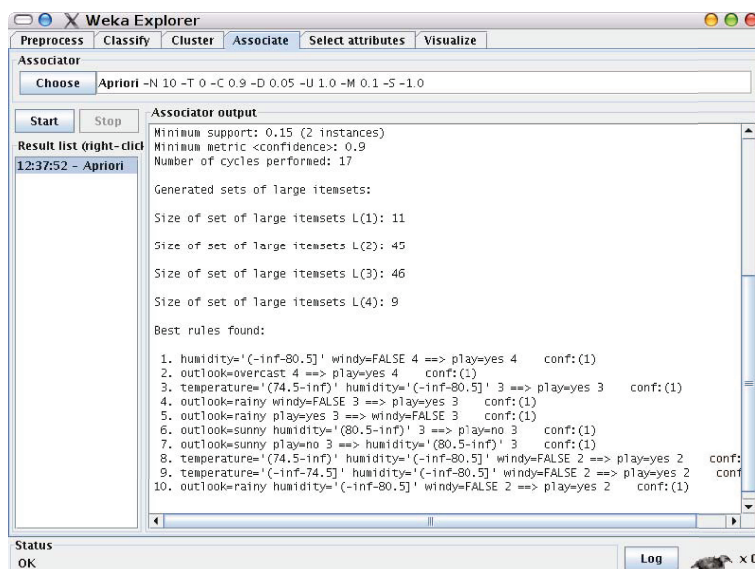 Weka Explorer
Preprocess Classify Cluster Associate Select attributes Visualize
Associator
Choose Apriori -N 10 -T 0 -C 0.9 -D 0.05 -U 1.0 -M 0.1 -S -1.0
Start Stop
Result list (right-click
12:37:52 - Apriori
Associator output
Minimum support: 0.15 (2 instances)
Minimum metric <confidence>: 0.9
Number of cycles performed: 17
Generated sets of large itemsets:
Size of set of large itemsets L(1): 11
Size of set of large itemsets L(2): 45
Size of set of large itemsets L(3): 46
Size of set of large itemsets L(4): 9
Best rules found:
1. humidity='(-inf-80.5]' windy=FALSE 4 ==> play=yes 4 conf:(1)
2. outlook=overcast 4 ==> play=yes 4 conf:(1)
3. temperature='(74.5-inf)' humidity='(-inf-80.5]' 3 ==> play=yes 3 conf:(1)
4. outlook=rainy windy=FALSE 3 ==> play=yes 3 conf:(1)
5. outlook=rainy play=yes 3 ==> windy=FALSE 3 conf:(1)
6. outlook=sunny humidity='(80.5-inf)' 3 ==> play=no 3 conf:(1)
7. outlook=sunny play=no 3 ==> humidity='(80.5-inf)' 3 conf:(1)
8. temperature='(74.5-inf)' humidity='(-inf-80.5]' windy=FALSE 2 ==> play=yes 2 conf:
9. temperature='(-inf-74.5]' humidity='(-inf-80.5]' windy=FALSE 2 ==> play=yes 2 conf
10. outlook=rainy humidity='(-inf-80.5]' windy=FALSE 2 ==> play=yes 2 conf:(1)
Status
OK
Log
x 0